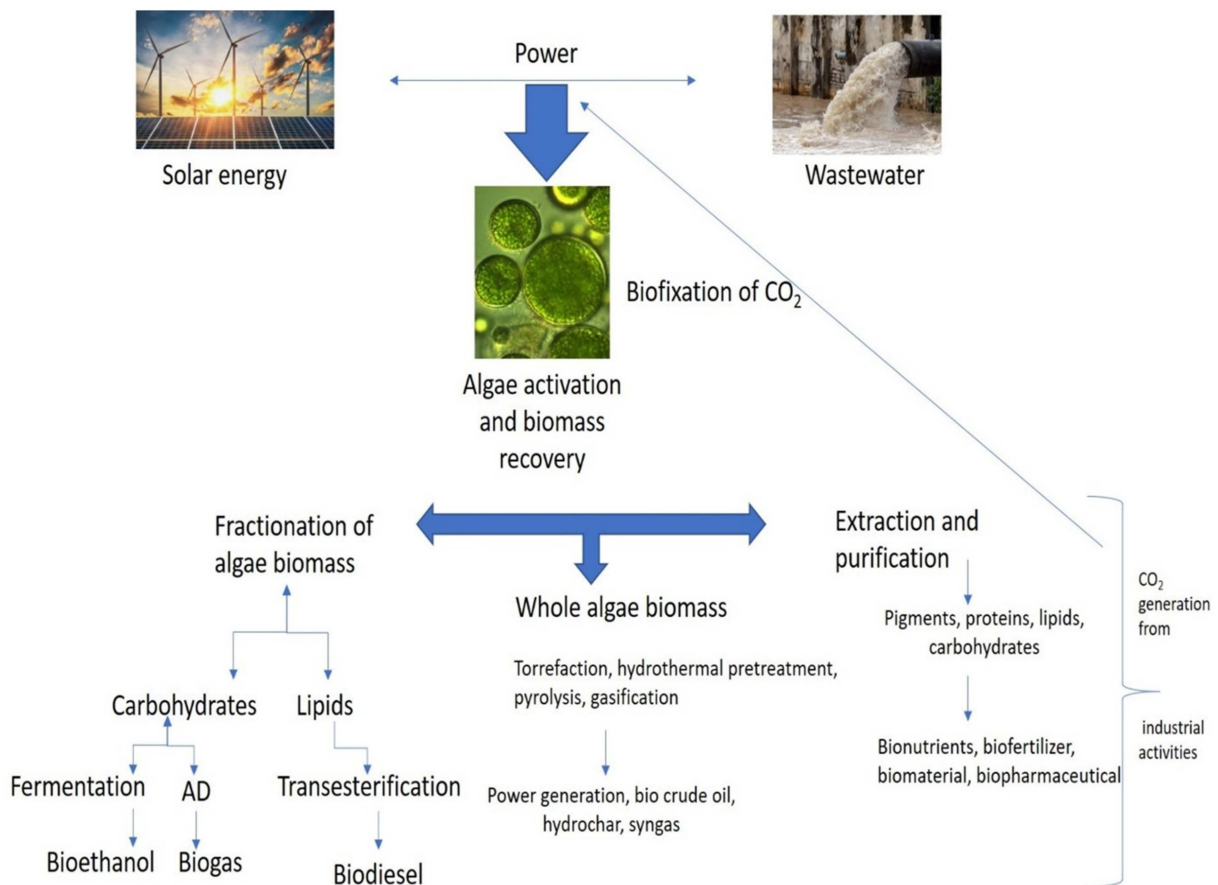 Power
Solar energy
Wastewater
Biofixation of CO₂
Algae activation
and biomass
recovery
Fractionation of
algae biomass
Whole algae biomass
Extraction and
purification
CO₂
generation
from
industrial
activities
Carbohydrates
Lipids
Fermentation
AD
Transesterification
Bioethanol
Biogas
Biodiesel
Torrefaction, hydrothermal pretreatment,
pyrolysis, gasification
Power generation, bio crude oil,
hydrochar, syngas
Pigments, proteins, lipids,
carbohydrates
Bionutrients, biofertilizer,
biomaterial, biopharmaceutical